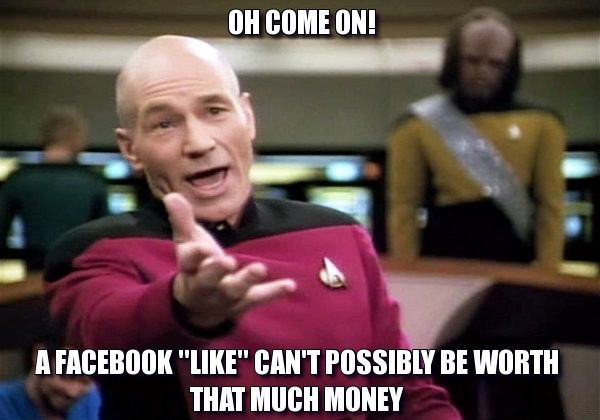 OH COME ON!
A FACEBOOK "LIKE" CAN'T POSSIBLY BE WORTH
THAT MUCH MONEY